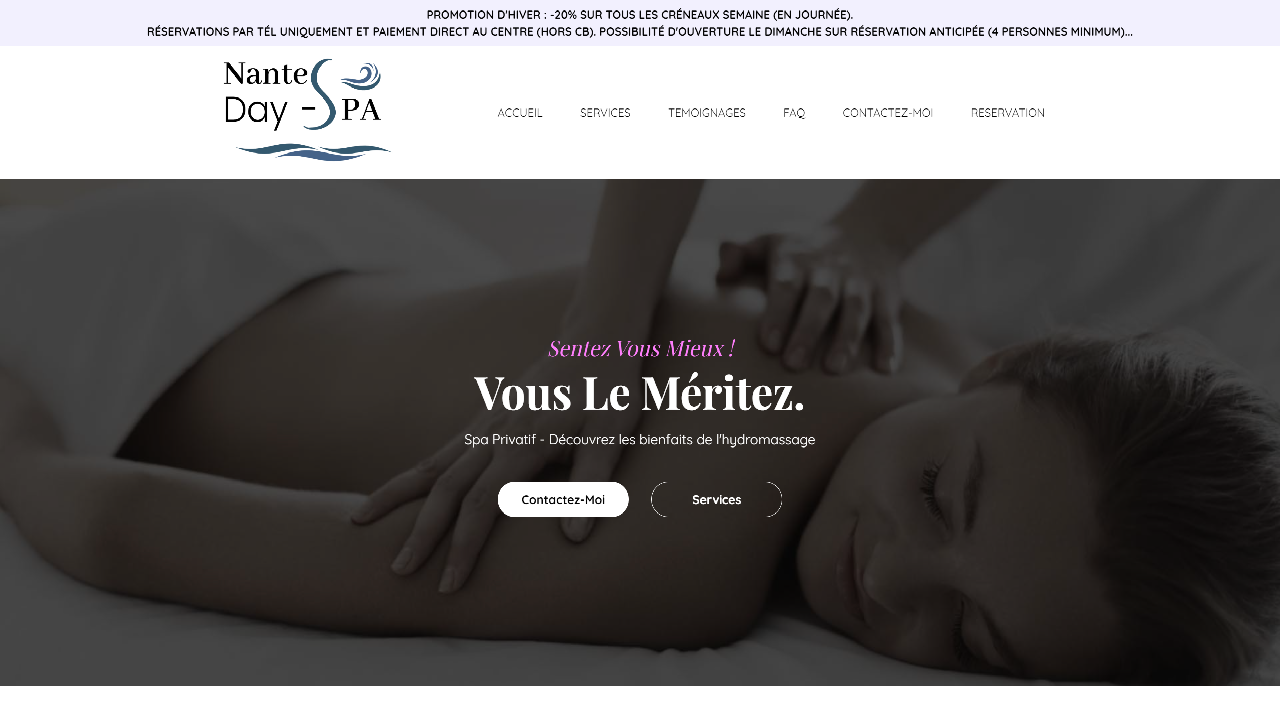 PROMOTION D'HIVER : -20% SUR TOUS LES CRÉNEAUX SEMAINE (EN JOURNÉE).
RÉSERVATIONS PAR TÉL UNIQUEMENT ET PAIEMENT DIRECT AU CENTRE (HORS CB). POSSIBILITÉ D'OUVERTURE LE DIMANCHE SUR RÉSERVATION ANTICIPÉE (4 PERSONNES MINIMUM)...
Nantes
Day - SPA
ACCUEIL SERVICES TEMOIGNAGES FAQ CONTACTEZ-MOI RESERVATION
Sentez Vous Mieux !
Vous Le Méritez.
Spa Privatif - Découvrez les bienfaits de l'hydromassage
Contactez-Moi Services